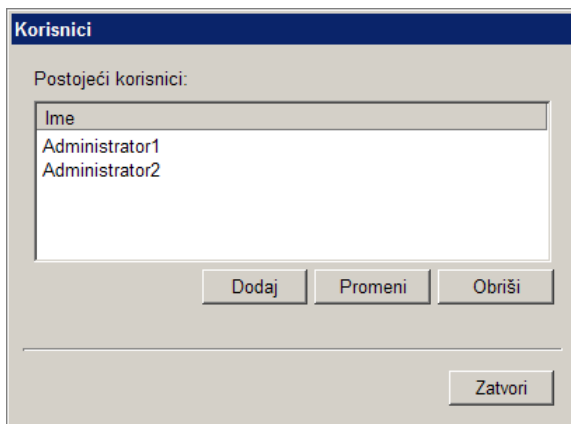 Korisnici
Postojeći korisnici:
Ime
Administrator1
Administrator2
Dodaj Promeni Obriši
Zatvori